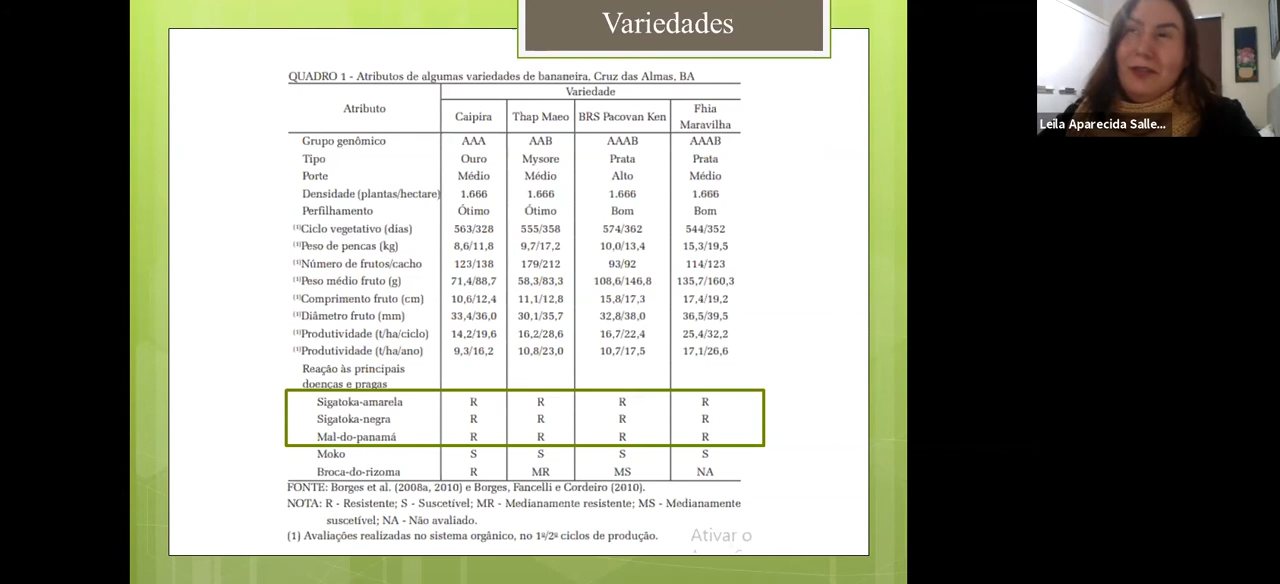 Variedades
QUADRO 1 - Atributos de algumas variedades de bananeira, Cruz das Almas, BA
Atributo Variedade
Caipira Thap Maeo BRS Pacovan Ken Fhia Maravilha
Grupo genômico AAA AAB AAAB AAAB
Tipo Ouro Mysore Prata Prata
Porte Médio Médio Alto Médio
Densidade (plantas/hectare) 1.666 1.666 1.666 1.666
Perfilhamento Ótimo Ótimo Bom Bom
(1)Ciclo vegetativo (dias) 563/328 555/358 574/362 544/352
(1)Peso de pencas (kg) 8,6/11,8 9,7/17,2 10,0/13,4 15,3/19,5
(1)Número de frutos/cacho 123/138 179/212 93/92 114/123
(1)Peso médio fruto (g) 71,4/88,7 58,3/83,3 108,6/146,8 135,7/160,3
(1)Comprimento fruto (cm) 10,6/12,4 11,1/12,8 15,8/17,3 17,4/19,2
(1)Diâmetro fruto (mm) 33,4/36,0 30,1/35,7 32,8/38,0 36,5/39,5
(1)Produtividade (t/ha/ciclo) 14,2/19,6 16,2/28,6 16,7/22,4 25,4/32,2
(1)Produtividade (t/ha/ano) 9,3/16,2 10,8/23,0 10,7/17,5 17,1/26,6
Reação às principais
doenças e pragas
Sigatoka-amarela R R R R
Sigatoka-negra R R R R
Mal-do-panamá R R R R
Moko S S S S
Broca-do-rizoma R MR MS NA
FONTE: Borges et al. (2008a, 2010) e Borges, Fancelli e Cordeiro (2010).
NOTA: R - Resistente; S - Suscetível; MR - Medianamente resistente; MS - Medianamente
suscetível; NA - Não avaliado.
(1) Avaliações realizadas no sistema orgânico, no 1º/2º ciclos de produção.
Ativar o
Leila Aparecida Salle...